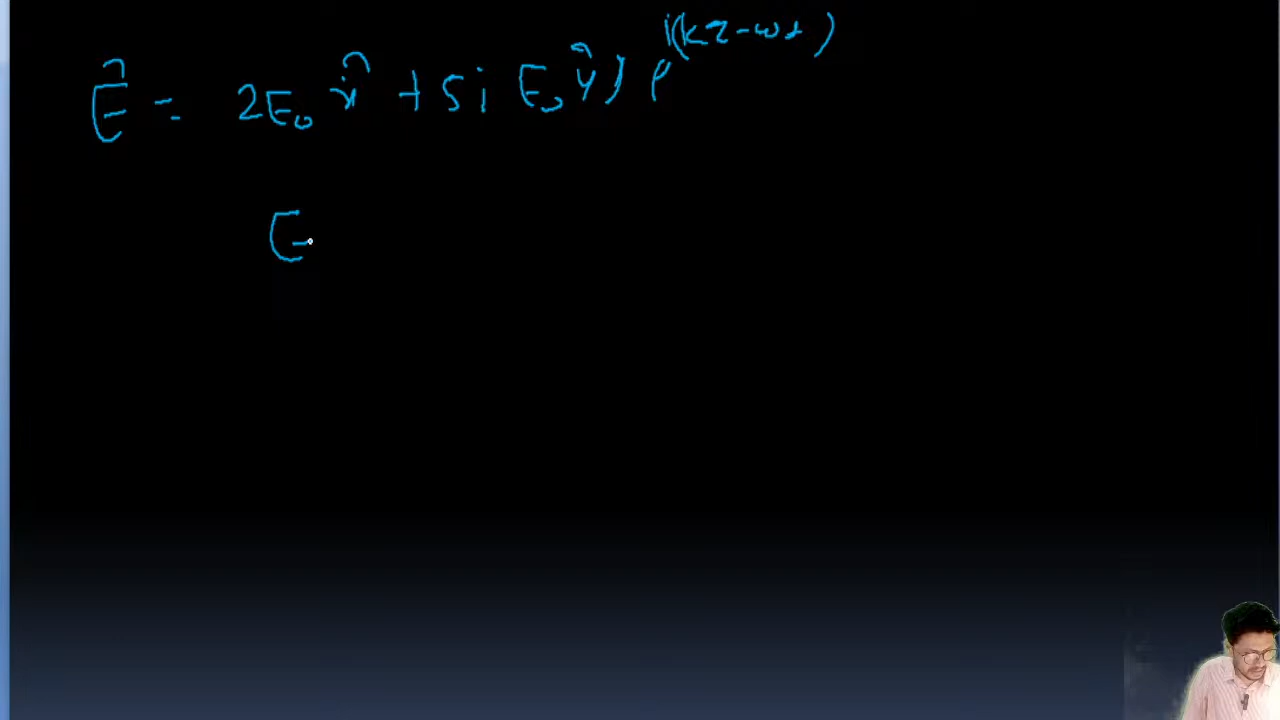 Ê = 2E₀ x̂ + 5i E₀ ŷ) e^i(kz-ωt)
E